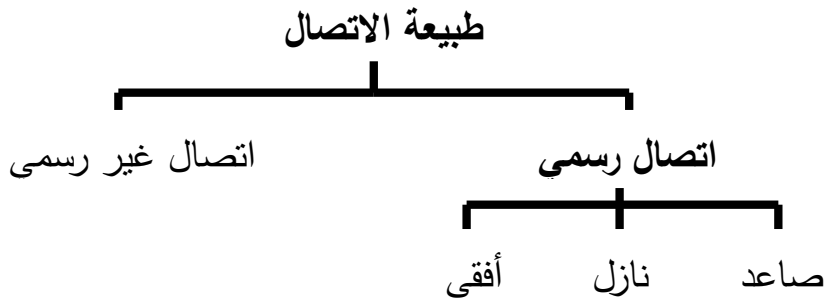 طبيعة الاتصال
اتصال رسمي اتصال غير رسمى
صاعد نازل أفقى